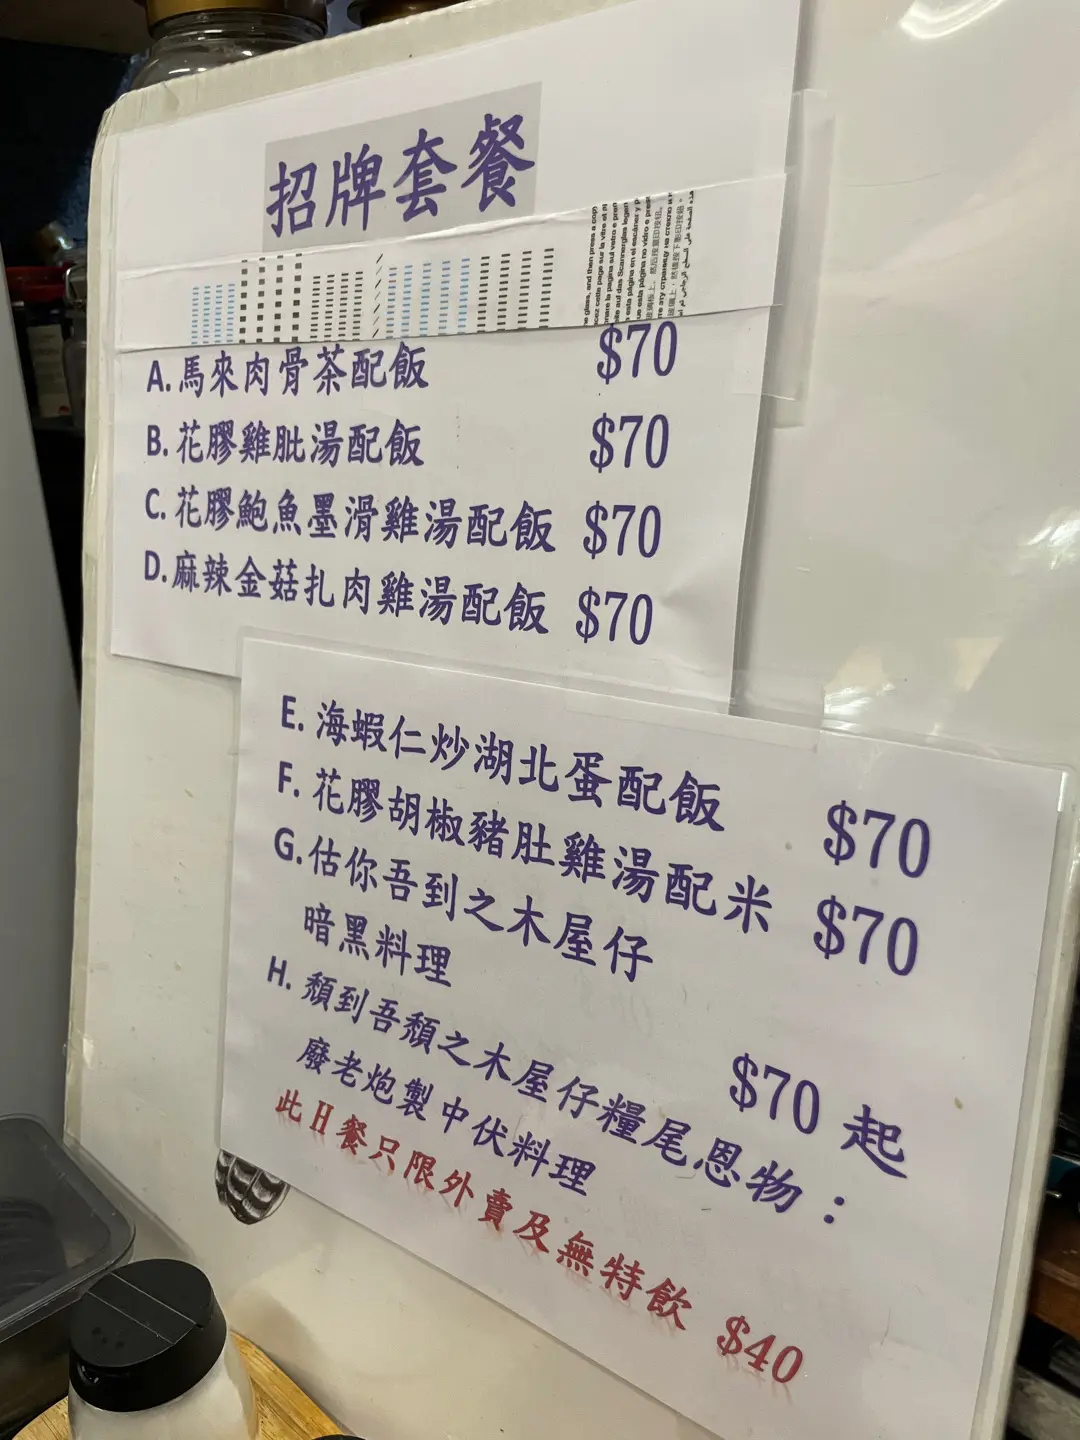 招牌套餐
A. 馬來肉骨茶配飯 $70
B. 花膠雞肶湯配飯 $70
C. 花膠鮑魚墨滑雞湯配飯 $70
D. 麻辣金菇扎肉雞湯配飯 $70
E. 海蝦仁炒湖北蛋配飯 $70
F. 花膠胡椒豬肚雞湯配米 $70
G. 估你吾到之木屋仔
暗黑料理 $70 起
H. 頹到吾頹之木屋仔糧尾恩物：
廢老炮製中伏料理
此 H 餐只限外賣及無特飲 $40